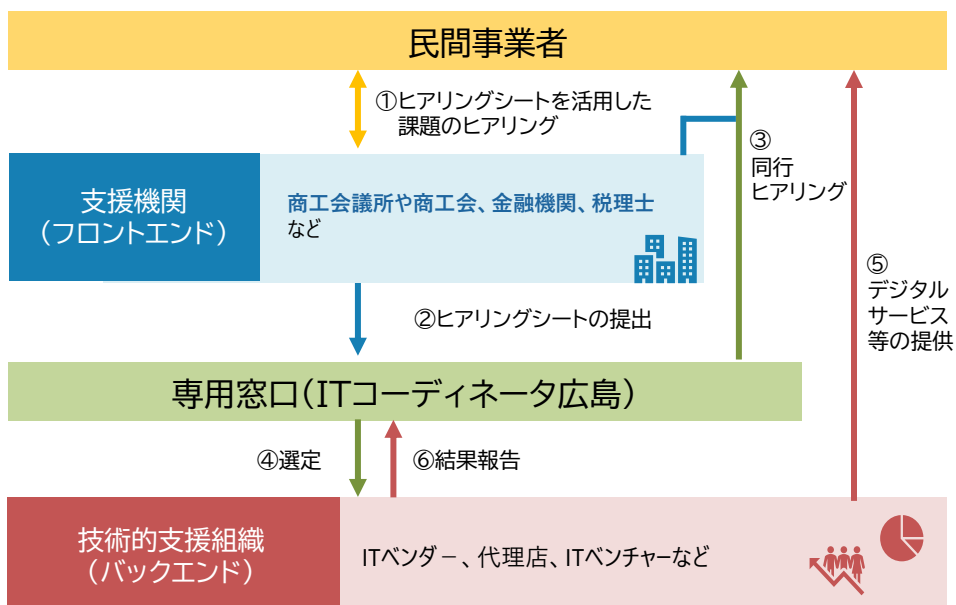 民間事業者
①ヒアリングシートを活用した
課題のヒアリング
③
同行
ヒアリング
支援機関
（フロントエンド）
商工会議所や商工会、金融機関、税理士
など
②ヒアリングシートの提出
⑤
デジタル
サービス
等の提供
専用窓口（ITコーディネータ広島）
④選定
⑥結果報告
技術的支援組織
（バックエンド）
ITベンダ－、代理店、ITベンチャーなど